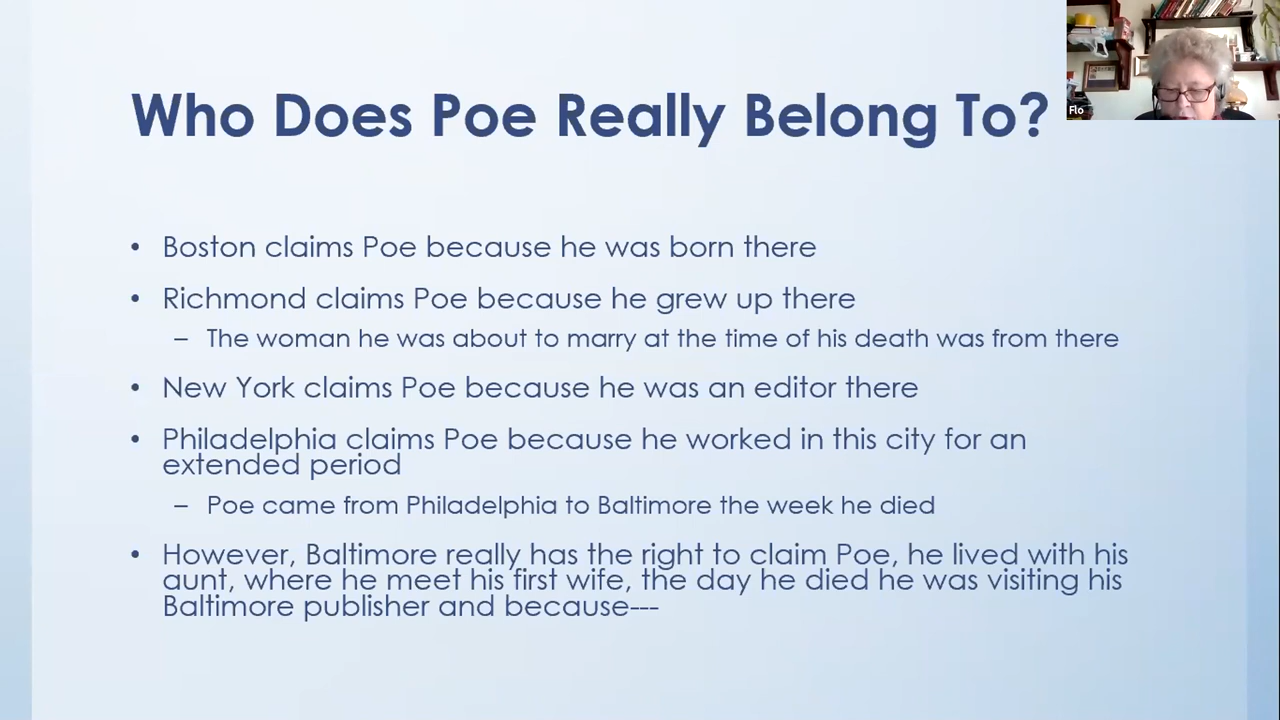 Who Does Poe Really Belong To?
Flo
• Boston claims Poe because he was born there
• Richmond claims Poe because he grew up there
– The woman he was about to marry at the time of his death was from there
• New York claims Poe because he was an editor there
• Philadelphia claims Poe because he worked in this city for an
extended period
– Poe came from Philadelphia to Baltimore the week he died
• However, Baltimore really has the right to claim Poe, he lived with his
aunt, where he meet his first wife, the day he died he was visiting his
Baltimore publisher and because---